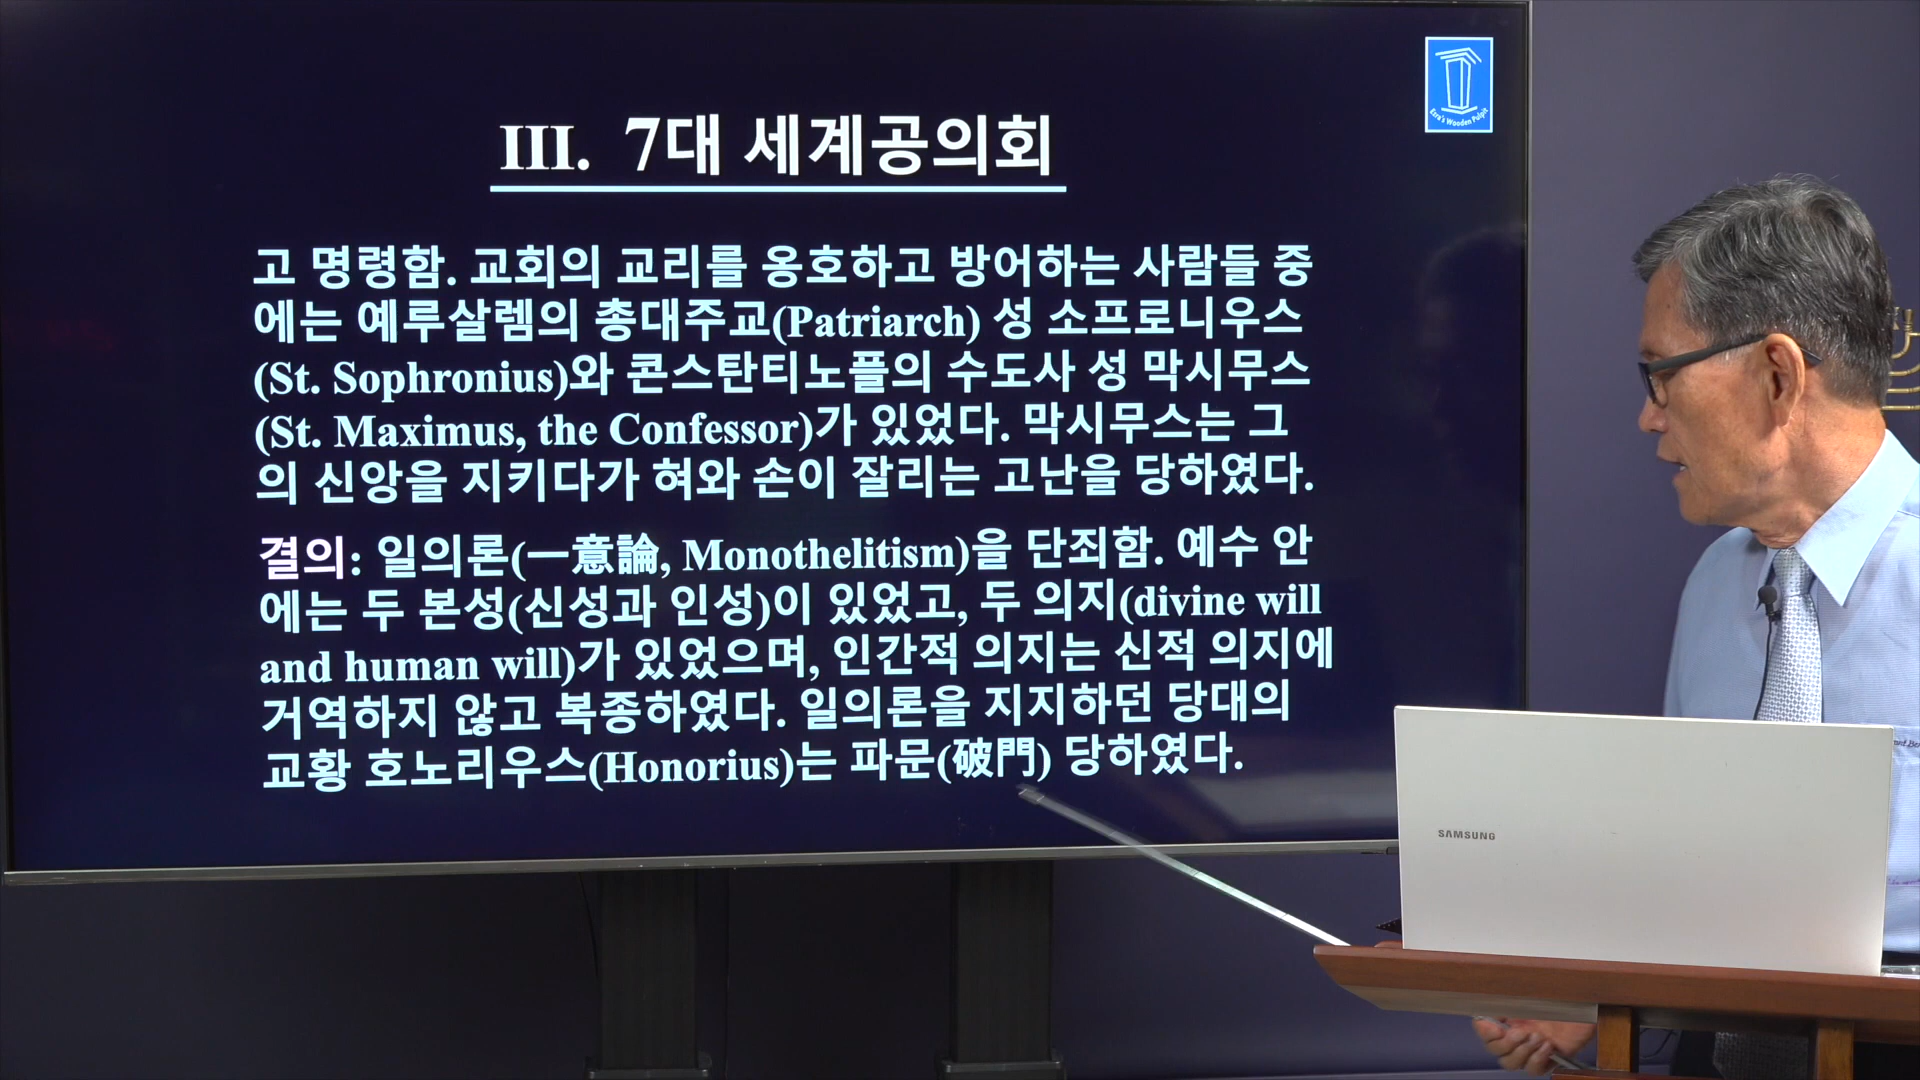 Ezra's Wooden Pulpit
III. 7대 세계공의회
고 명령함. 교회의 교리를 옹호하고 방어하는 사람들 중
에는 예루살렘의 총대주교(Patriarch) 성 소프로니우스
(St. Sophronius)와 콘스탄티노플의 수도사 성 막시무스
(St. Maximus, the Confessor)가 있었다. 막시무스는 그
의 신앙을 지키다가 혀와 손이 잘리는 고난을 당하였다.
결의: 일의론(一意論, Monothelitism)을 단죄함. 예수 안
에는 두 본성(신성과 인성)이 있었고, 두 의지(divine will
and human will)가 있었으며, 인간적 의지는 신적 의지에
거역하지 않고 복종하였다. 일의론을 지지하던 당대의
교황 호노리우스(Honorius)는 파문(破門) 당하였다.
SAMSUNG